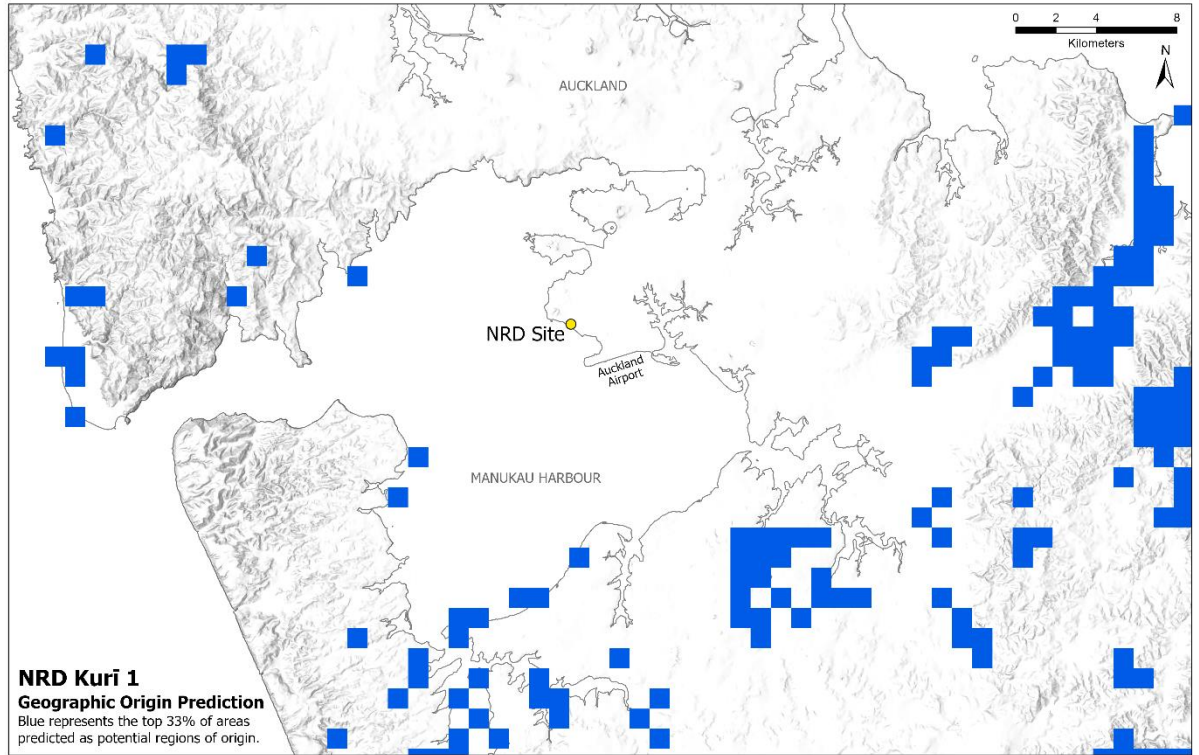 0 2 4 8
Kilometers
N
AUCKLAND
NRD Site
Auckland
Airport
MANUKAU HARBOUR
NRD Kurī 1
Geographic Origin Prediction
Blue represents the top 33% of areas
predicted as potential regions of origin.